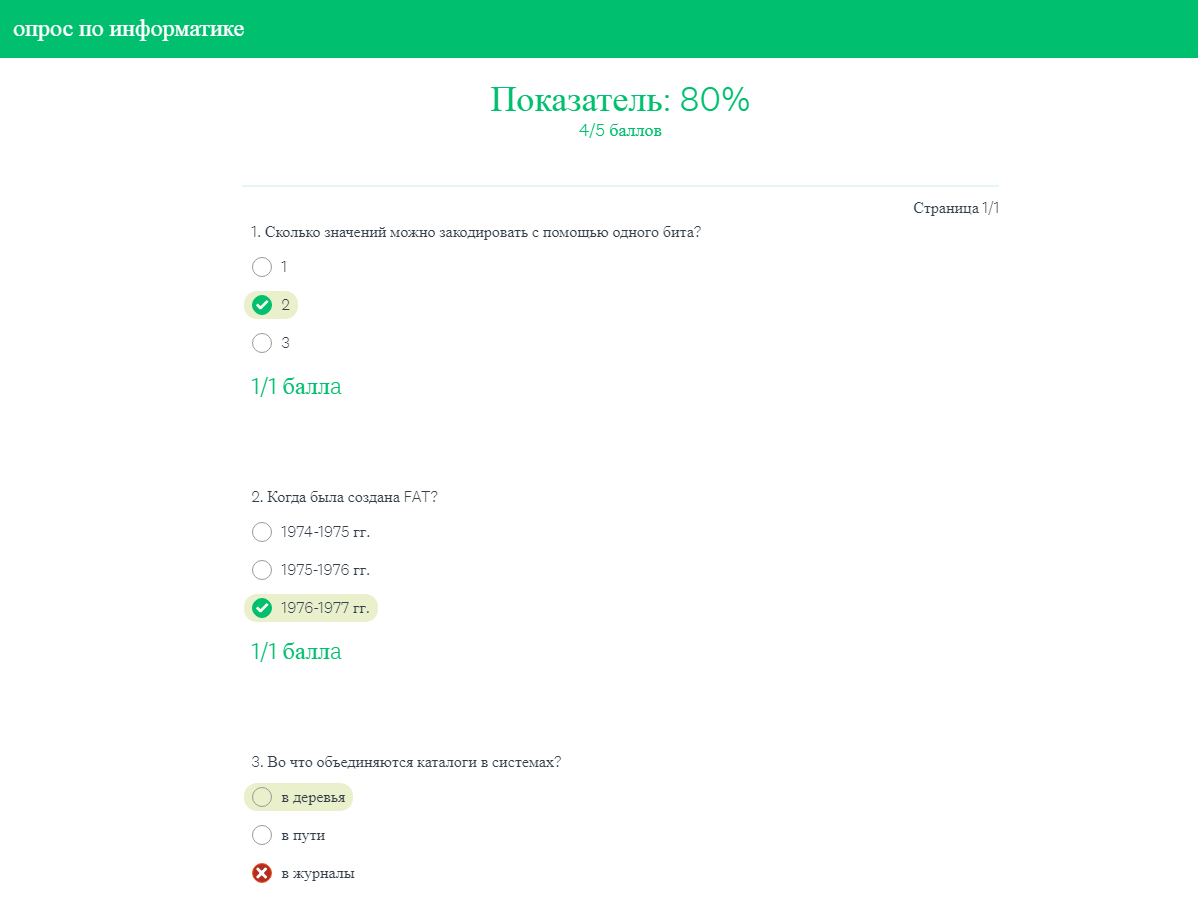 опрос по информатике
Показатель: 80%
4/5 баллов
Страница 1/1
1. Сколько значений можно закодировать с помощью одного бита?
1
2
3
1/1 балла
2. Когда была создана FAT?
1974-1975 гг.
1975-1976 гг.
1976-1977 гг.
1/1 балла
3. Во что объединяются каталоги в системах?
в деревья
в пути
в журналы